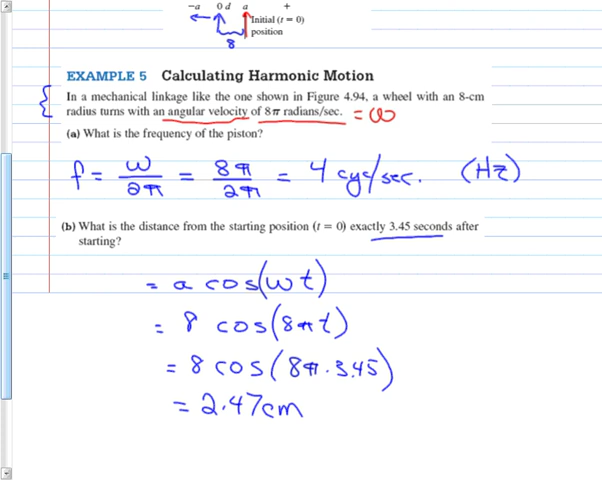 -a 0 d a +
Initial (t = 0)
position
8
EXAMPLE 5 Calculating Harmonic Motion
In a mechanical linkage like the one shown in Figure 4.94, a wheel with an 8-cm
radius turns with an angular velocity of 8π radians/sec. = ω
(a) What is the frequency of the piston?
f = ω/2π = 8π/2π = 4 cyc/sec. (Hz)
(b) What is the distance from the starting position (t = 0) exactly 3.45 seconds after
starting?
= a cos(ωt)
= 8 cos(8πt)
= 8 cos(8π·3.45)
= 2.47cm